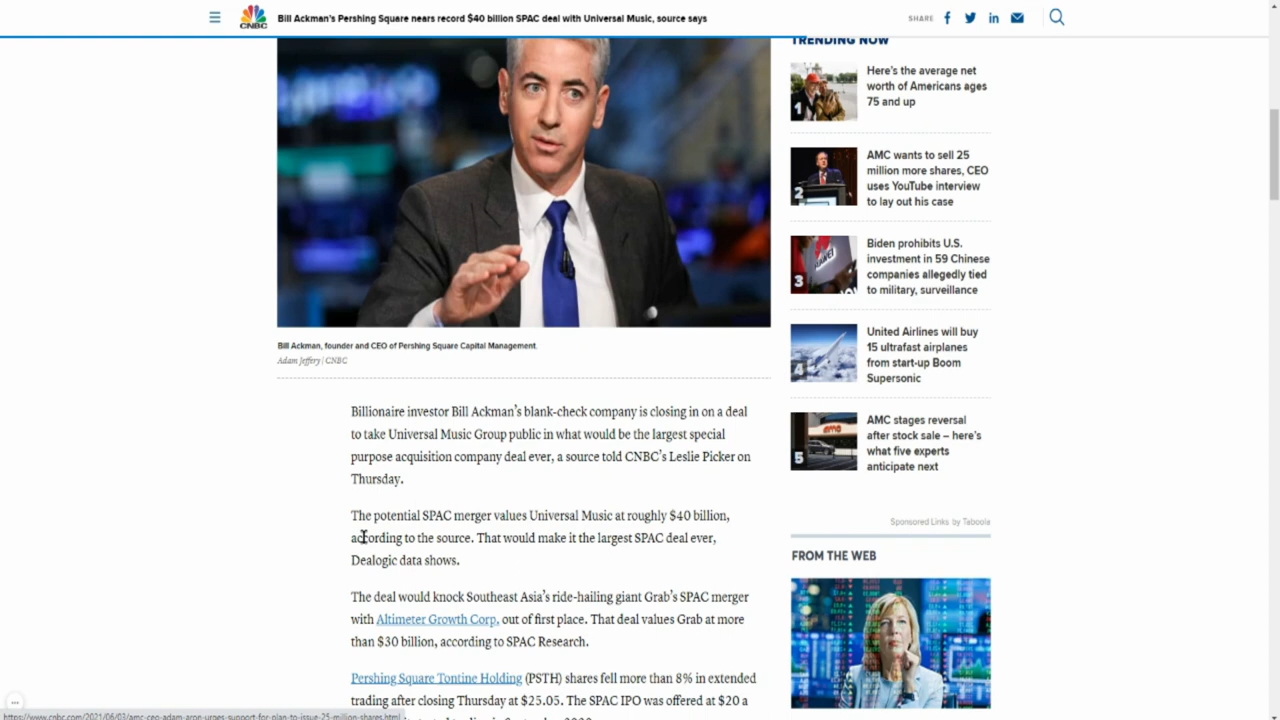 CNBC
Bill Ackman's Pershing Square nears record $40 billion SPAC deal with Universal Music, source says
SHARE
TRENDING NOW
1
Here's the average net
worth of Americans ages
75 and up
2
AMC wants to sell 25
million more shares, CEO
uses YouTube interview
to lay out his case
3
Biden prohibits U.S.
investment in 59 Chinese
companies allegedly tied
to military, surveillance
4
United Airlines will buy
15 ultrafast airplanes
from start-up Boom
Supersonic
5
AMC stages reversal
after stock sale – here's
what five experts
anticipate next
Sponsored Links by Taboola
FROM THE WEB
Bill Ackman, founder and CEO of Pershing Square Capital Management.
Adam Jeffery | CNBC
Billionaire investor Bill Ackman's blank-check company is closing in on a deal
to take Universal Music Group public in what would be the largest special
purpose acquisition company deal ever, a source told CNBC's Leslie Picker on
Thursday.
The potential SPAC merger values Universal Music at roughly $40 billion,
according to the source. That would make it the largest SPAC deal ever,
Dealogic data shows.
The deal would knock Southeast Asia's ride-hailing giant Grab's SPAC merger
with Altimeter Growth Corp. out of first place. That deal values Grab at more
than $30 billion, according to SPAC Research.
Pershing Square Tontine Holding (PSTH) shares fell more than 8% in extended
trading after closing Thursday at $25.05. The SPAC IPO was offered at $20 a
https://www.cnbc.com/2021/06/03/amc-ceo-adam-aron-urges-support-for-plan-to-issue-25-million-shares.html